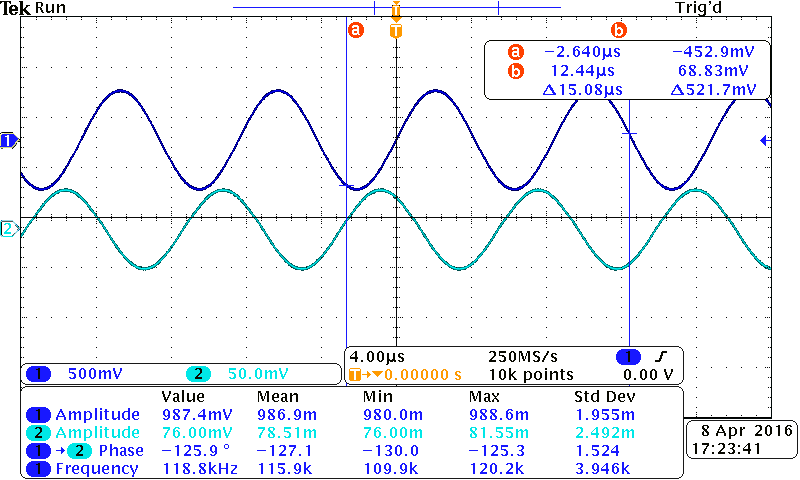 Tek Run Trig'd
a T b
a −2.640µs −452.9mV
b 12.44µs 68.83mV
Δ15.08µs Δ521.7mV
1
2
1 500mV 2 50.0mV
4.00µs 250MS/s 1
T→▼0.00000 s 10k points 0.00 V
Value Mean Min Max Std Dev
1 Amplitude 987.4mV 986.9m 980.0m 988.6m 1.955m
2 Amplitude 76.00mV 78.51m 76.00m 81.55m 2.492m
1 → 2 Phase −125.9 ° −127.1 −130.0 −125.3 1.524
1 Frequency 118.8kHz 115.9k 109.9k 120.2k 3.946k
8 Apr 2016
17:23:41